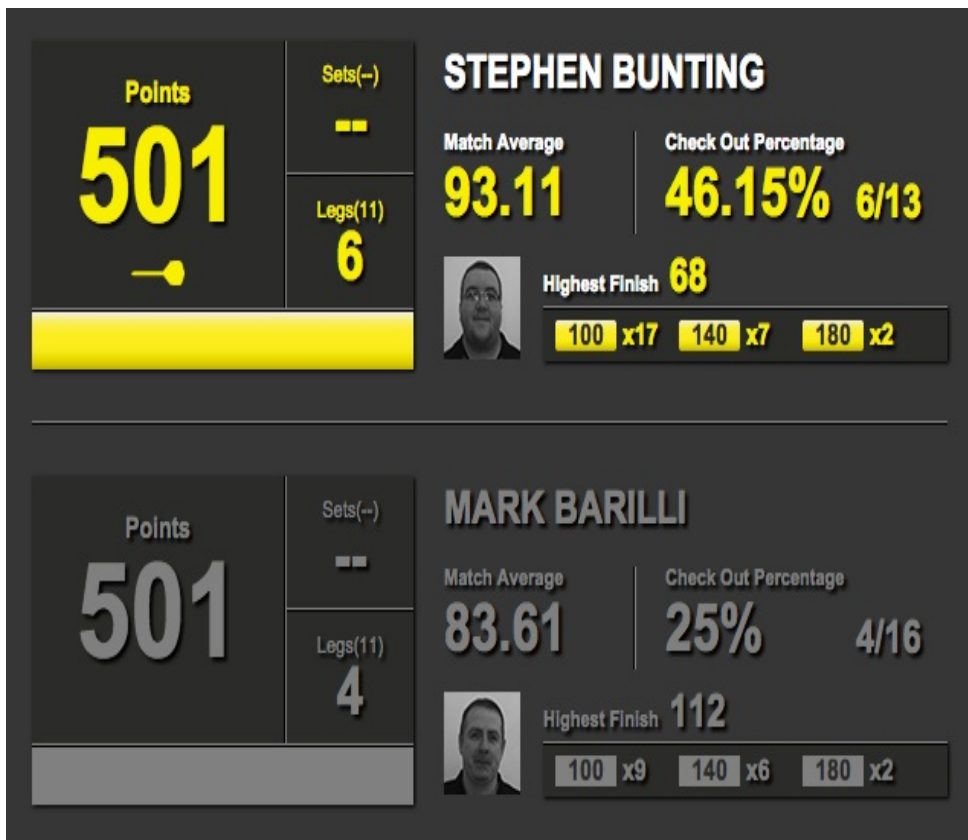 Points
501
Sets(--)
--
Legs(11)
6
STEPHEN BUNTING
Match Average
93.11
Check Out Percentage
46.15% 6/13
Highest Finish 68
100 x17 140 x7 180 x2
Points
501
Sets(--)
--
Legs(11)
4
MARK BARILLI
Match Average
83.61
Check Out Percentage
25% 4/16
Highest Finish 112
100 x9 140 x6 180 x2